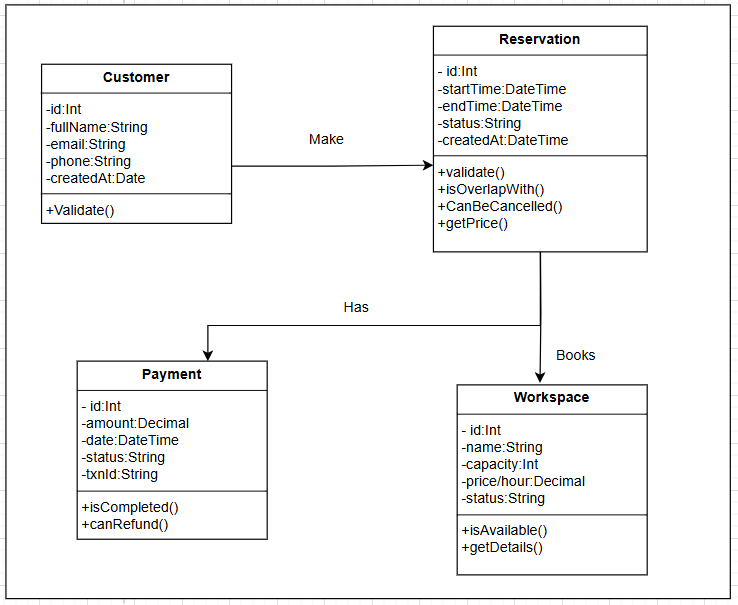 Reservation
- id:Int
-startTime:DateTime
-endTime:DateTime
-status:String
-createdAt:DateTime
+validate()
+isOverlapWith()
+CanBeCancelled()
+getPrice()
Customer
-id:Int
-fullName:String
-email:String
-phone:String
-createdAt:Date
+Validate()
Make
Has
Books
Payment
- id:Int
-amount:Decimal
-date:DateTime
-status:String
-txnId:String
+isCompleted()
+canRefund()
Workspace
- id:Int
-name:String
-capacity:Int
-price/hour:Decimal
-status:String
+isAvailable()
+getDetails()